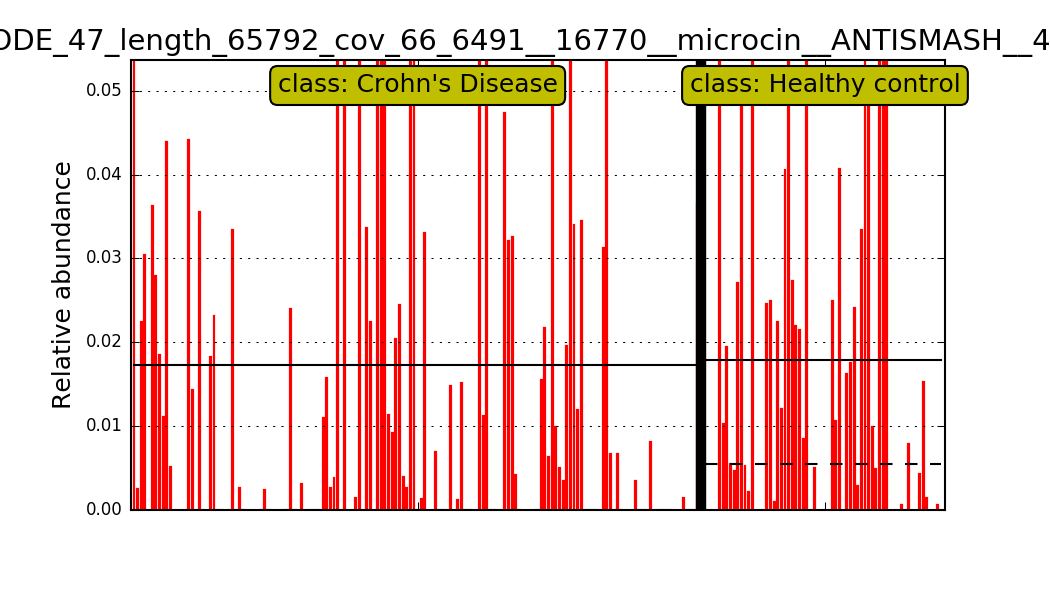 ODE_47_length_65792_cov_66_6491__16770__microcin__ANTISMASH__4
class: Crohn's Disease
class: Healthy control
Relative abundance
0.05
0.04
0.03
0.02
0.01
0.00